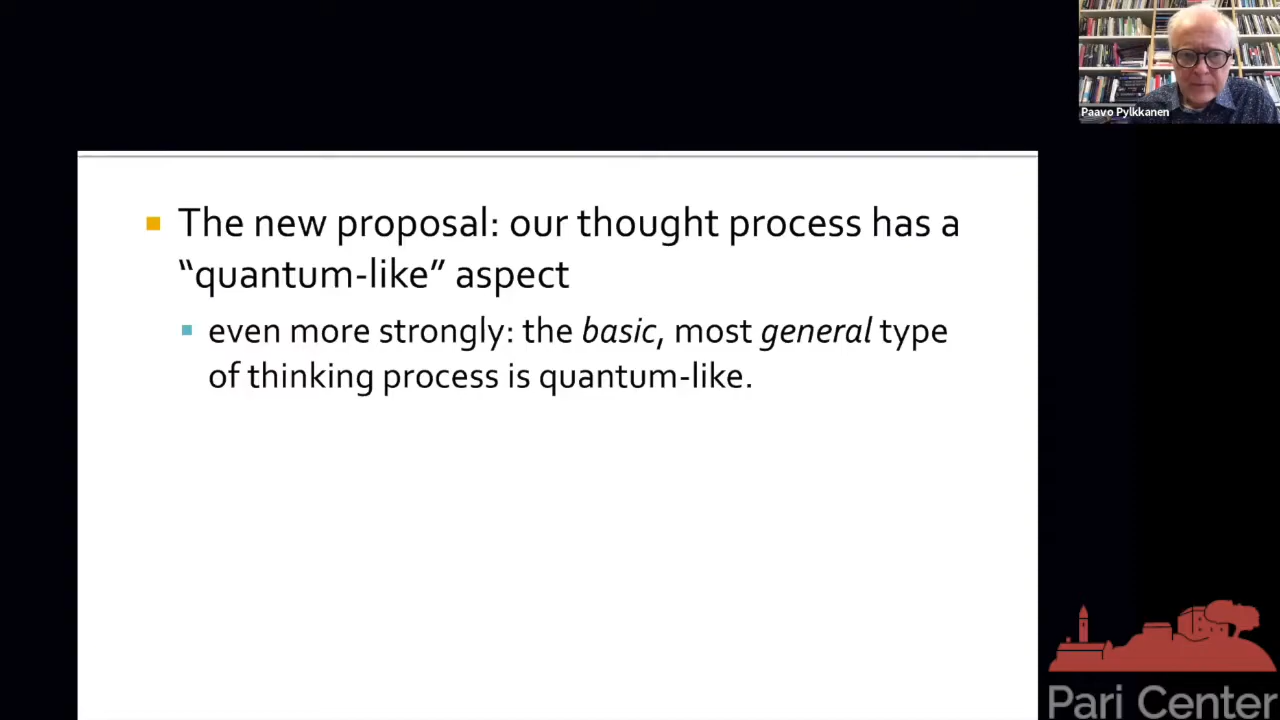 Paavo Pylkkanen
The new proposal: our thought process has a
“quantum-like” aspect
even more strongly: the basic, most general type
of thinking process is quantum-like.
Pari Center